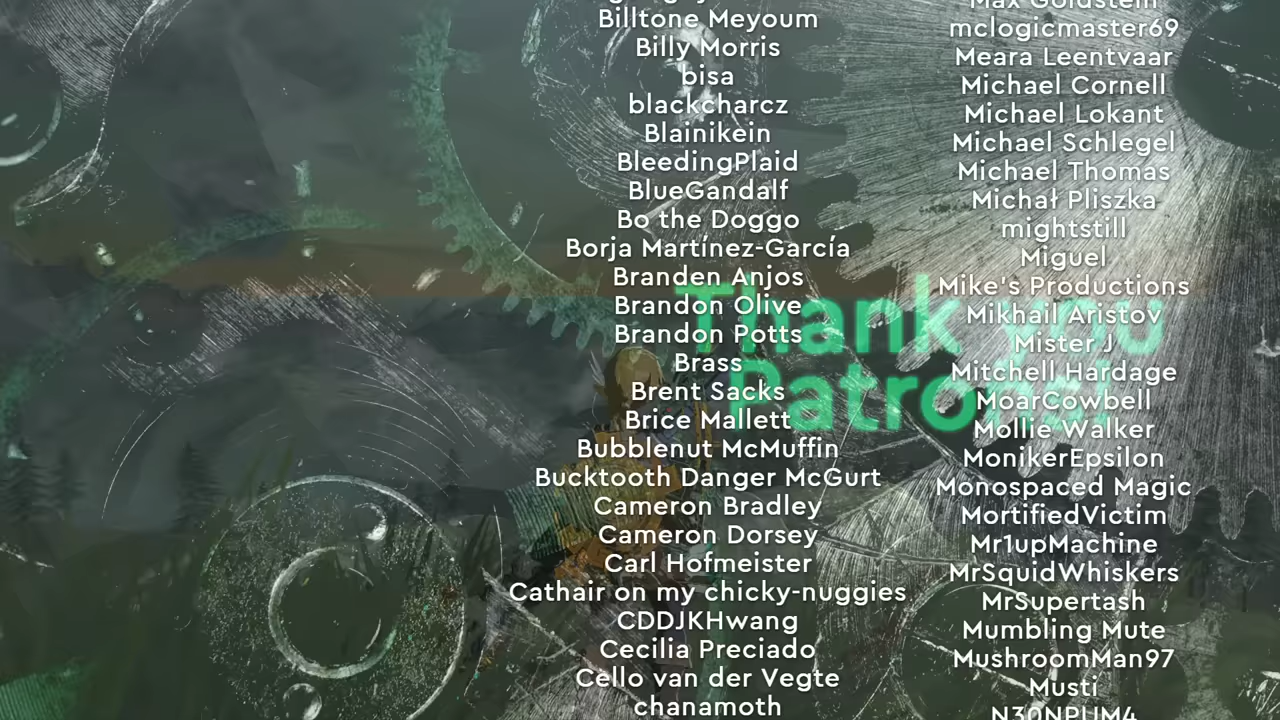 Billtone Meyoum
Billy Morris
bisa
blackcharcz
Blainikein
BleedingPlaid
BlueGandalf
Bo the Doggo
Borja Martínez-García
Branden Anjos
Brandon Olive
Brandon Potts
Brass
Brent Sacks
Brice Mallett
Bubblenut McMuffin
Bucktooth Danger McGurt
Cameron Bradley
Cameron Dorsey
Carl Hofmeister
Cathair on my chicky-nuggies
CDDJKHwang
Cecilia Preciado
Cello van der Vegte
chanamoth
Max Goldstein
mclogicmaster69
Meara Leentvaar
Michael Cornell
Michael Lokant
Michael Schlegel
Michael Thomas
Michał Pliszka
mightstill
Miguel
Mike's Productions
Mikhail Aristov
Mister J
Mitchell Hardage
MoarCowbell
Mollie Walker
MonikerEpsilon
Monospaced Magic
MortifiedVictim
Mr1upMachine
MrSquidWhiskers
MrSupertash
Mumbling Mute
MushroomMan97
Musti
N30NPUM4
Thank you
Patrons!